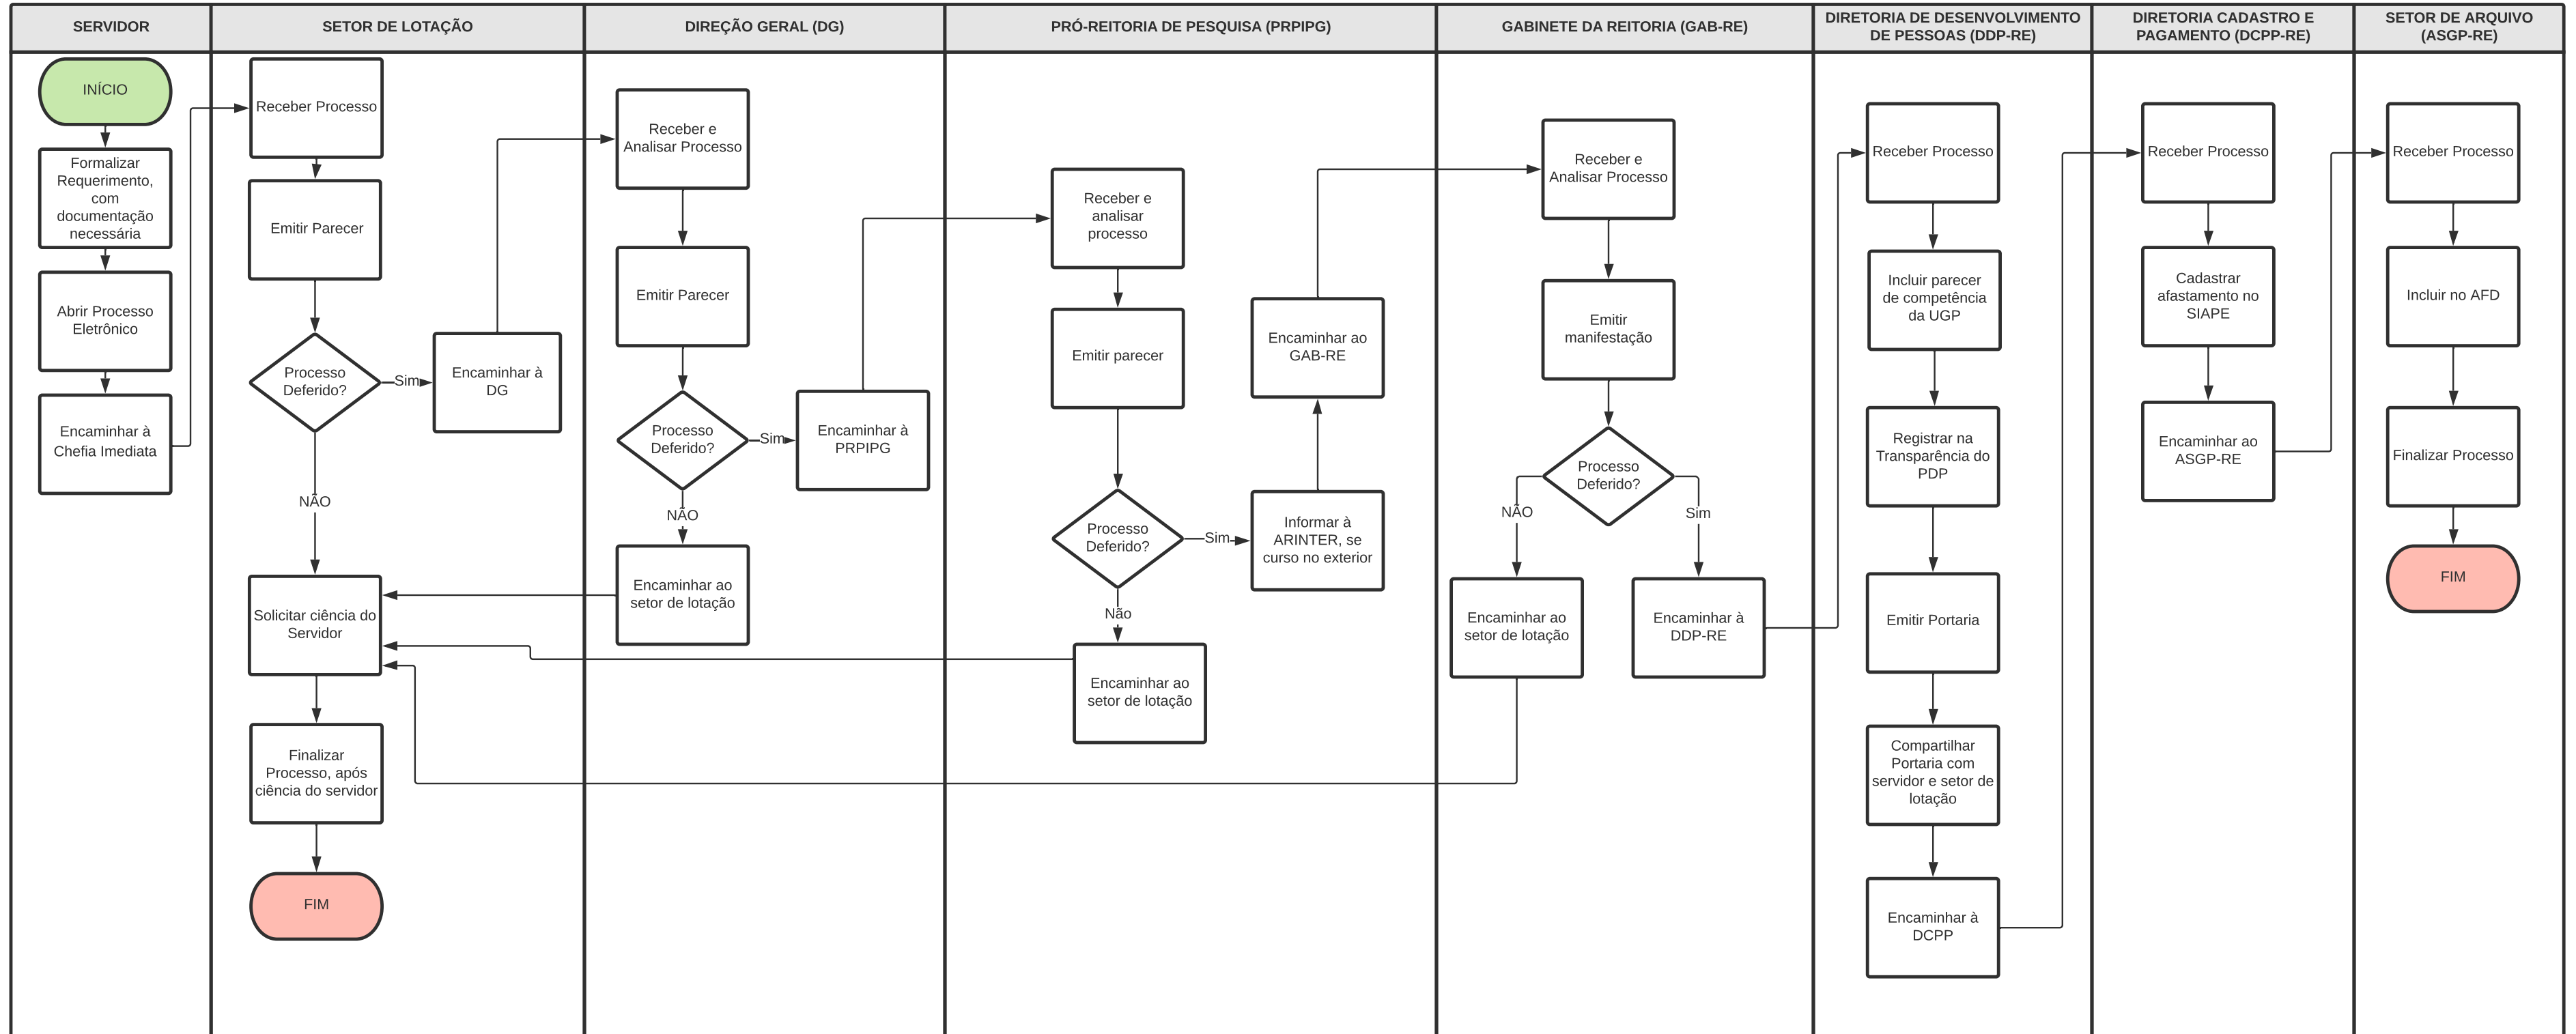 SERVIDOR
SETOR DE LOTAÇÃO
DIREÇÃO GERAL (DG)
PRÓ-REITORIA DE PESQUISA (PRPIPG)
GABINETE DA REITORIA (GAB-RE)
DIRETORIA DE DESENVOLVIMENTO
DE PESSOAS (DDP-RE)
DIRETORIA CADASTRO E
PAGAMENTO (DCPP-RE)
SETOR DE ARQUIVO
(ASGP-RE)
INÍCIO
Formalizar
Requerimento,
com
documentação
necessária
Abrir Processo
Eletrônico
Encaminhar à
Chefia Imediata
Receber Processo
Emitir Parecer
Processo
Deferido?
Sim
Encaminhar à
DG
NÃO
Solicitar ciência do
Servidor
Finalizar
Processo, após
ciência do servidor
FIM
Receber e
Analisar Processo
Emitir Parecer
Processo
Deferido?
Sim
Encaminhar à
PRPIPG
NÃO
Encaminhar ao
setor de lotação
Receber e
analisar
processo
Emitir parecer
Processo
Deferido?
Sim
Informar à
ARINTER, se
curso no exterior
Encaminhar ao
GAB-RE
Não
Encaminhar ao
setor de lotação
Receber e
Analisar Processo
Emitir
manifestação
Processo
Deferido?
NÃO
Sim
Encaminhar ao
setor de lotação
Encaminhar à
DDP-RE
Receber Processo
Incluir parecer
de competência
da UGP
Registrar na
Transparência do
PDP
Emitir Portaria
Compartilhar
Portaria com
servidor e setor de
lotação
Encaminhar à
DCPP
Receber Processo
Cadastrar
afastamento no
SIAPE
Encaminhar ao
ASGP-RE
Receber Processo
Incluir no AFD
Finalizar Processo
FIM